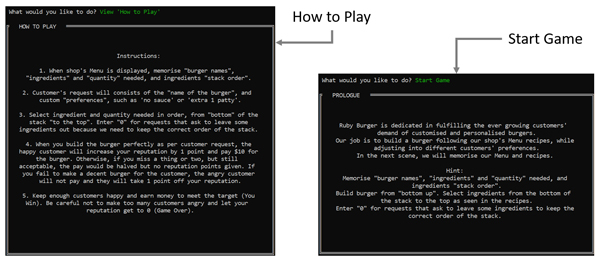 What would you like to do? View 'How to Play'
HOW TO PLAY
Instructions:
1. When shop's Menu is displayed, memorise "burger names",
"ingredients" and "quantity" needed, and ingredients "stack order".
2. Customer's request will consists of the "name of the burger", and
custom "preferences", such as 'no sauce' or 'extra 1 patty'.
3. Select ingredient and quantity needed in order, from "bottom" of the
stack "to the top". Enter "0" for requests that ask to leave some
ingredients out because we need to keep the correct order of the stack.
4. When you build the burger perfectly as per customer request, the
happy customer will increase your reputation by 1 point and pay $10 for
the burger. Otherwise, if you miss a thing or two, but still
acceptable, the pay would be halved but no reputation points given. If
you fail to make a decent burger for the customer, the angry customer
will not pay and they will take 1 point off your reputation.
5. Keep enough customers happy and earn money to meet the target (You
Win). Be careful not to make too many customers angry and let your
reputation get to 0 (Game Over).
How to Play
Start Game
What would you like to do? Start Game
PROLOGUE
Ruby Burger is dedicated in fulfilling the ever growing customers'
demand of customised and personalised burgers.
Our job is to build a burger following our shop's Menu recipes, while
adjusting into different customers' preferences.
In the next scene, we will memorise our Menu and recipes.
Hint:
Memorise "burger names", "ingredients" and "quantity" needed, and
ingredients "stack order".
Build burger from "bottom up". Select ingredients from the bottom of
the stack to the top as seen in the recipes.
Enter "0" for requests that ask to leave some ingredients to keep the
correct order of the stack.